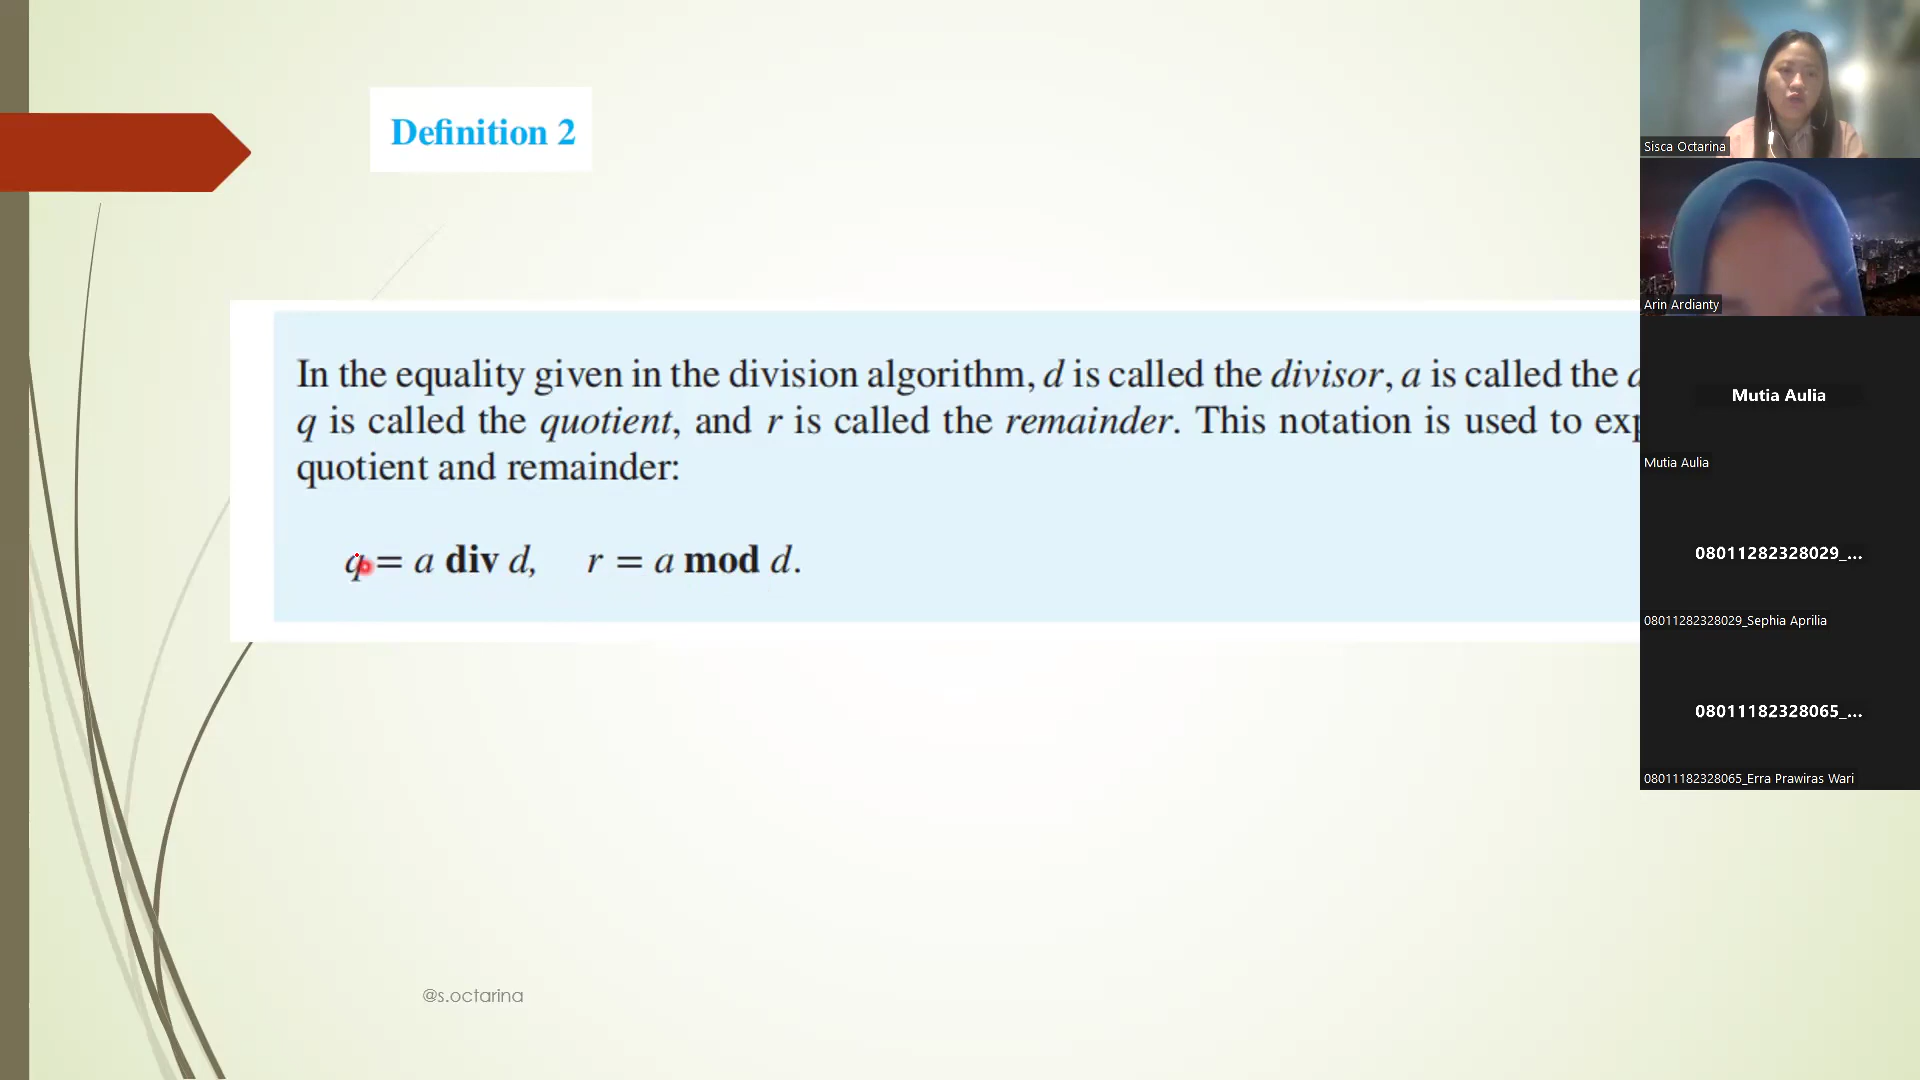 Definition 2
In the equality given in the division algorithm, d is called the divisor, a is called the
q is called the quotient, and r is called the remainder. This notation is used to
quotient and remainder:
q = a div d, r = a mod d.
@s.octarina
Sisca Octarina
Arin Ardianty
Mutia Aulia
Mutia Aulia
08011282328029_...
08011282328029_Sephia Aprilia
08011182328065_...
08011182328065_Erra Prawiras Wari